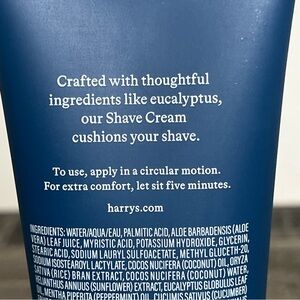 Crafted with thoughtful
ingredients like eucalyptus,
our Shave Cream
cushions your shave.
To use, apply in a circular motion.
For extra comfort, let sit five minutes.
harrys.com
INGREDIENTS: WATER/AQUA/EAU, PALMITIC ACID, ALOE BARBADENSIS (ALOE
VERA) LEAF JUICE, MYRISTIC ACID, POTASSIUM HYDROXIDE, GLYCERIN,
STEARIC ACID, SODIUM LAURYL SULFOACETATE, METHYL GLUCETH-20,
SODIUM ISOSTEAROYL LACTYLATE, COCOS NUCIFERA (COCONUT) OIL, ORYZA
SATIVA (RICE) BRAN EXTRACT, COCOS NUCIFERA (COCONUT) WATER,
HELIANTHUS ANNUUS (SUNFLOWER) EXTRACT, EUCALYPTUS GLOBULUS LEAF
OIL, MENTHA PIPERITA (PEPPERMINT) OIL, CUCUMIS SATIVUS (CUCUMBER)